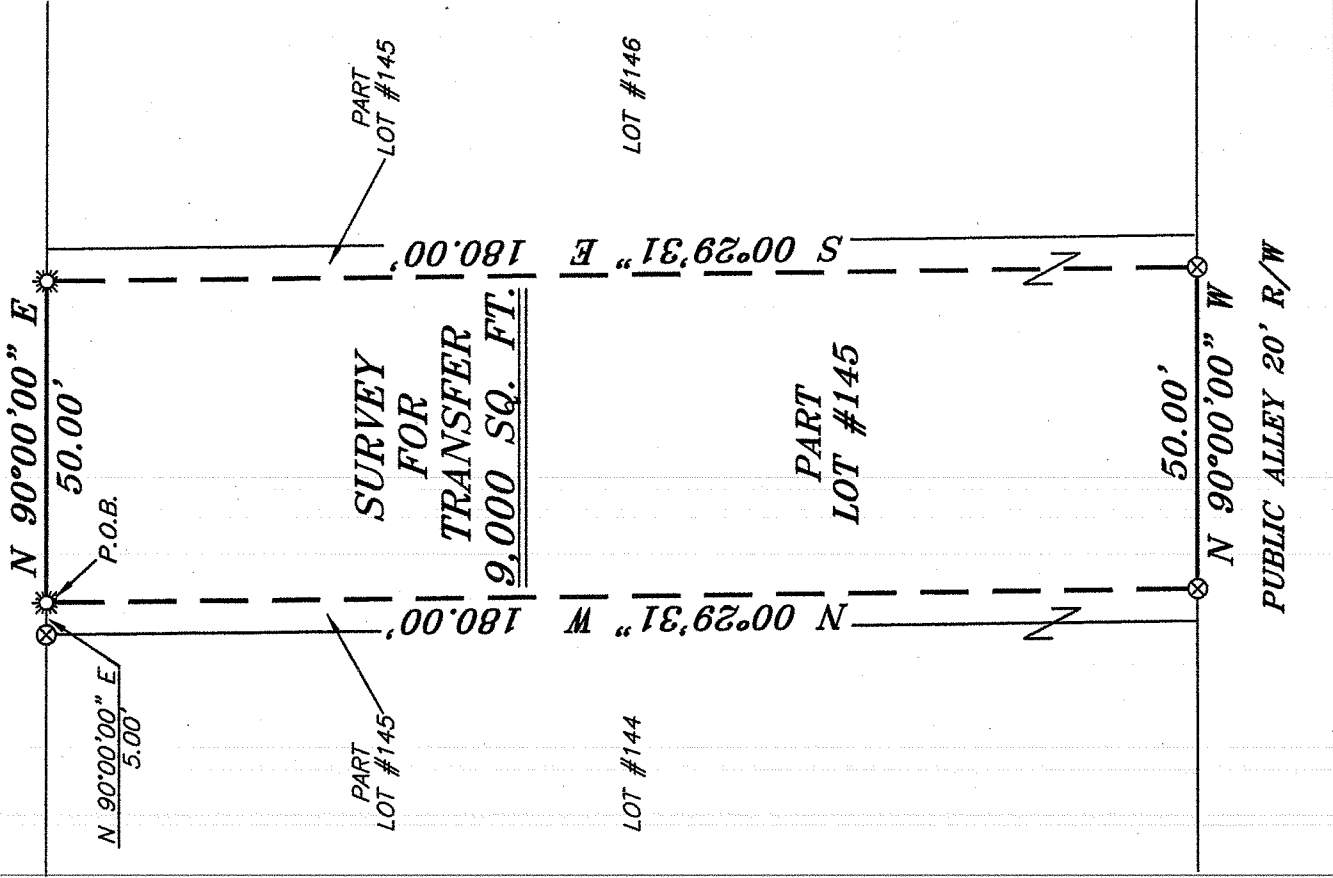 N 90°00'00" E
50.00'
P.O.B.
N 90°00'00" E
5.00'
PART
LOT #145
PART
LOT #145
LOT #144
LOT #146
N 00°29'31" W 180.00'
S 00°29'31" E 180.00'
SURVEY
FOR
TRANSFER
9,000 SQ. FT.
PART
LOT #145
50.00'
N 90°00'00" W
PUBLIC ALLEY 20' R/W